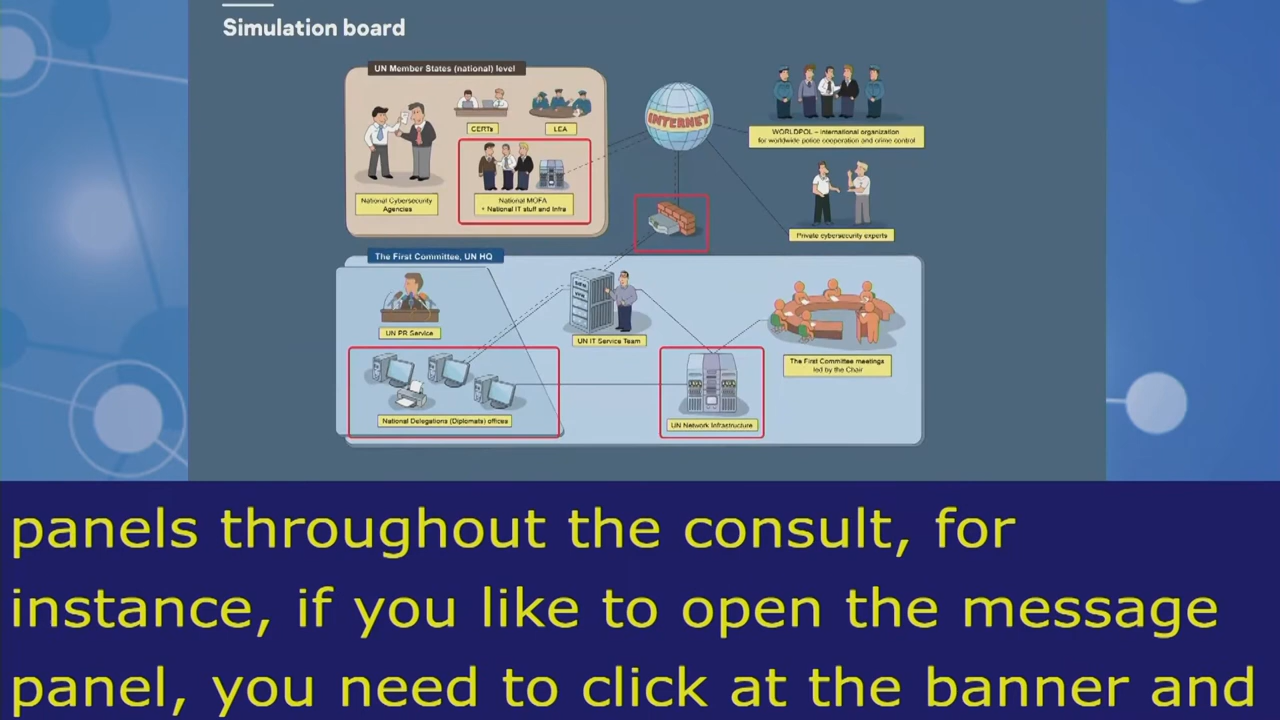 Simulation board
UN Member States (national) level
CERTs
LEA
National Cybersecurity
Agencies
National MOFA
+ National IT stuff and Infra
INTERNET
WORLDPOL – international organization
for worldwide police cooperation and crime control
Private cybersecurity experts
The First Committee, UN HQ
UN PR Service
UN IT Service Team
The First Committee meetings
led by the Chair
National Delegations (Diplomats) offices
UN Network Infrastructure
panels throughout the consult, for
instance, if you like to open the message
panel, you need to click at the banner and